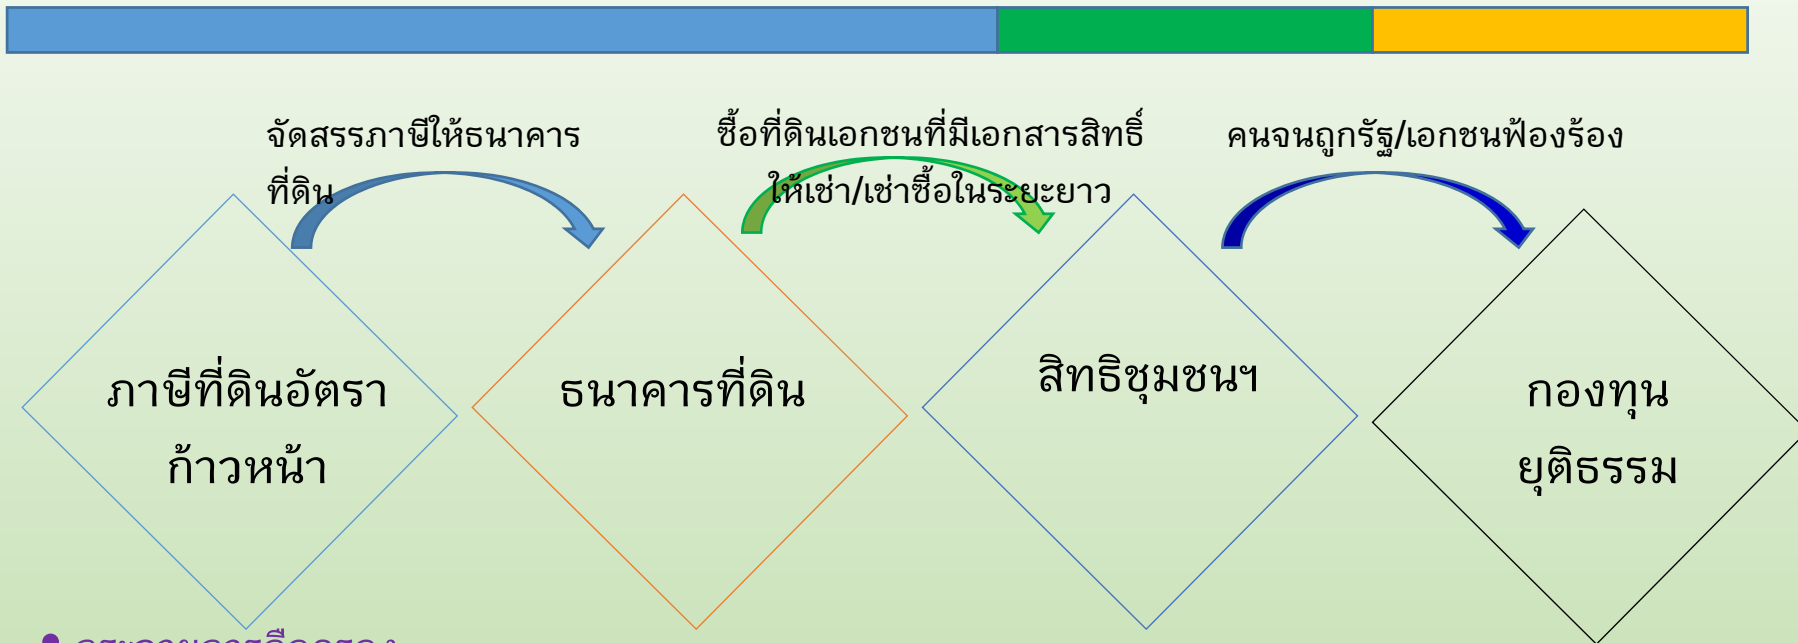 จัดสรรภาษีให้ธนาคาร
ที่ดิน
ซื้อที่ดินเอกชนที่มีเอกสารสิทธิ์
ให้เช่า/เช่าซื้อในระยะยาว
คนจนถูกรัฐ/เอกชนฟ้องร้อง
ภาษีที่ดินอัตรา
ก้าวหน้า
ธนาคารที่ดิน
สิทธิชุมชนฯ
กองทุน
ยุติธรรม